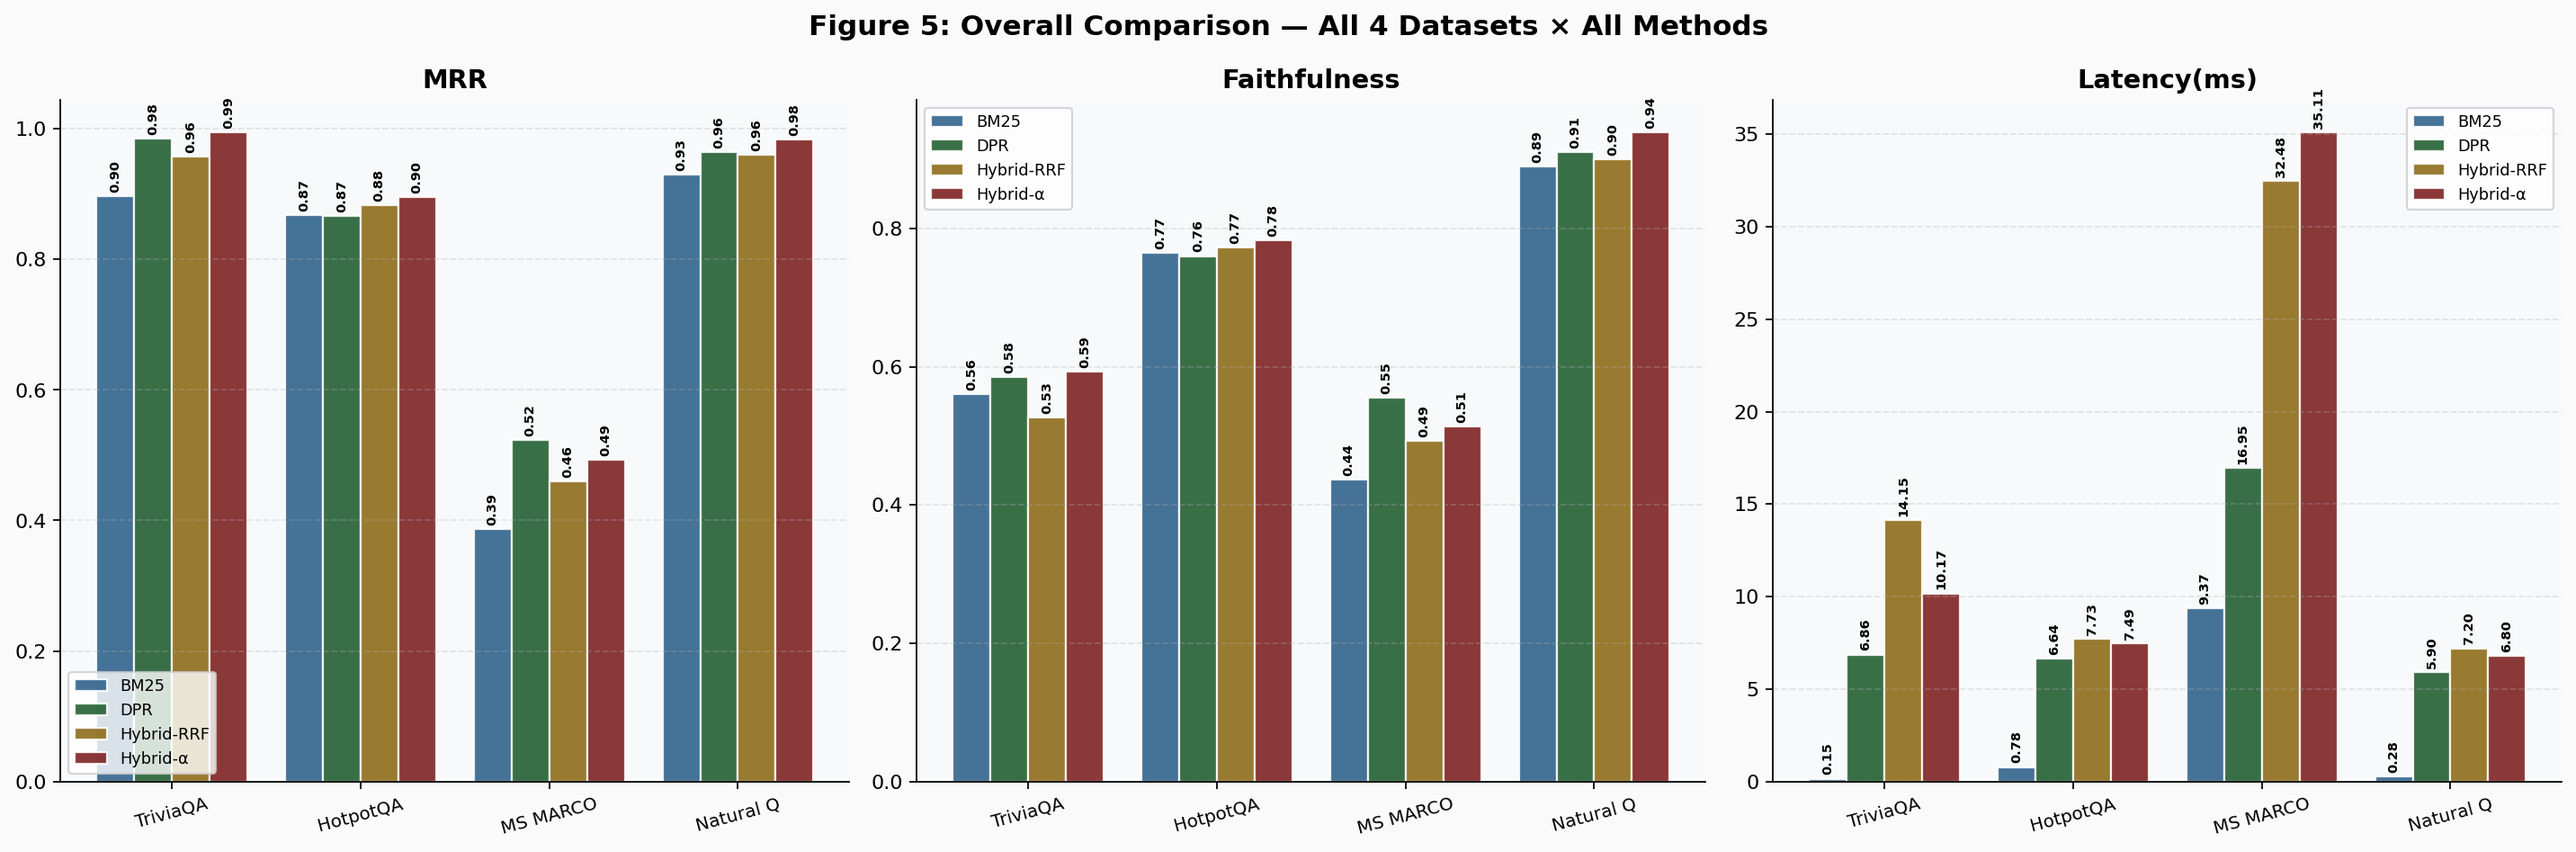 Figure 5: Overall Comparison — All 4 Datasets × All Methods
MRR
1.0
0.8
0.6
0.4
0.2
0.0
0.90
0.98
0.96
0.99
0.87
0.87
0.88
0.90
0.39
0.52
0.46
0.49
0.93
0.96
0.96
0.98
BM25
DPR
Hybrid-RRF
Hybrid-α
TriviaQA
HotpotQA
MS MARCO
Natural Q
Faithfulness
BM25
DPR
Hybrid-RRF
Hybrid-α
0.8
0.6
0.4
0.2
0.0
0.56
0.58
0.53
0.59
0.77
0.76
0.77
0.78
0.44
0.55
0.49
0.51
0.89
0.91
0.90
0.94
TriviaQA
HotpotQA
MS MARCO
Natural Q
Latency(ms)
BM25
DPR
Hybrid-RRF
Hybrid-α
35
30
25
20
15
10
5
0
0.15
6.86
14.15
10.17
0.78
6.64
7.73
7.49
9.37
16.95
32.48
35.11
0.28
5.90
7.20
6.80
TriviaQA
HotpotQA
MS MARCO
Natural Q